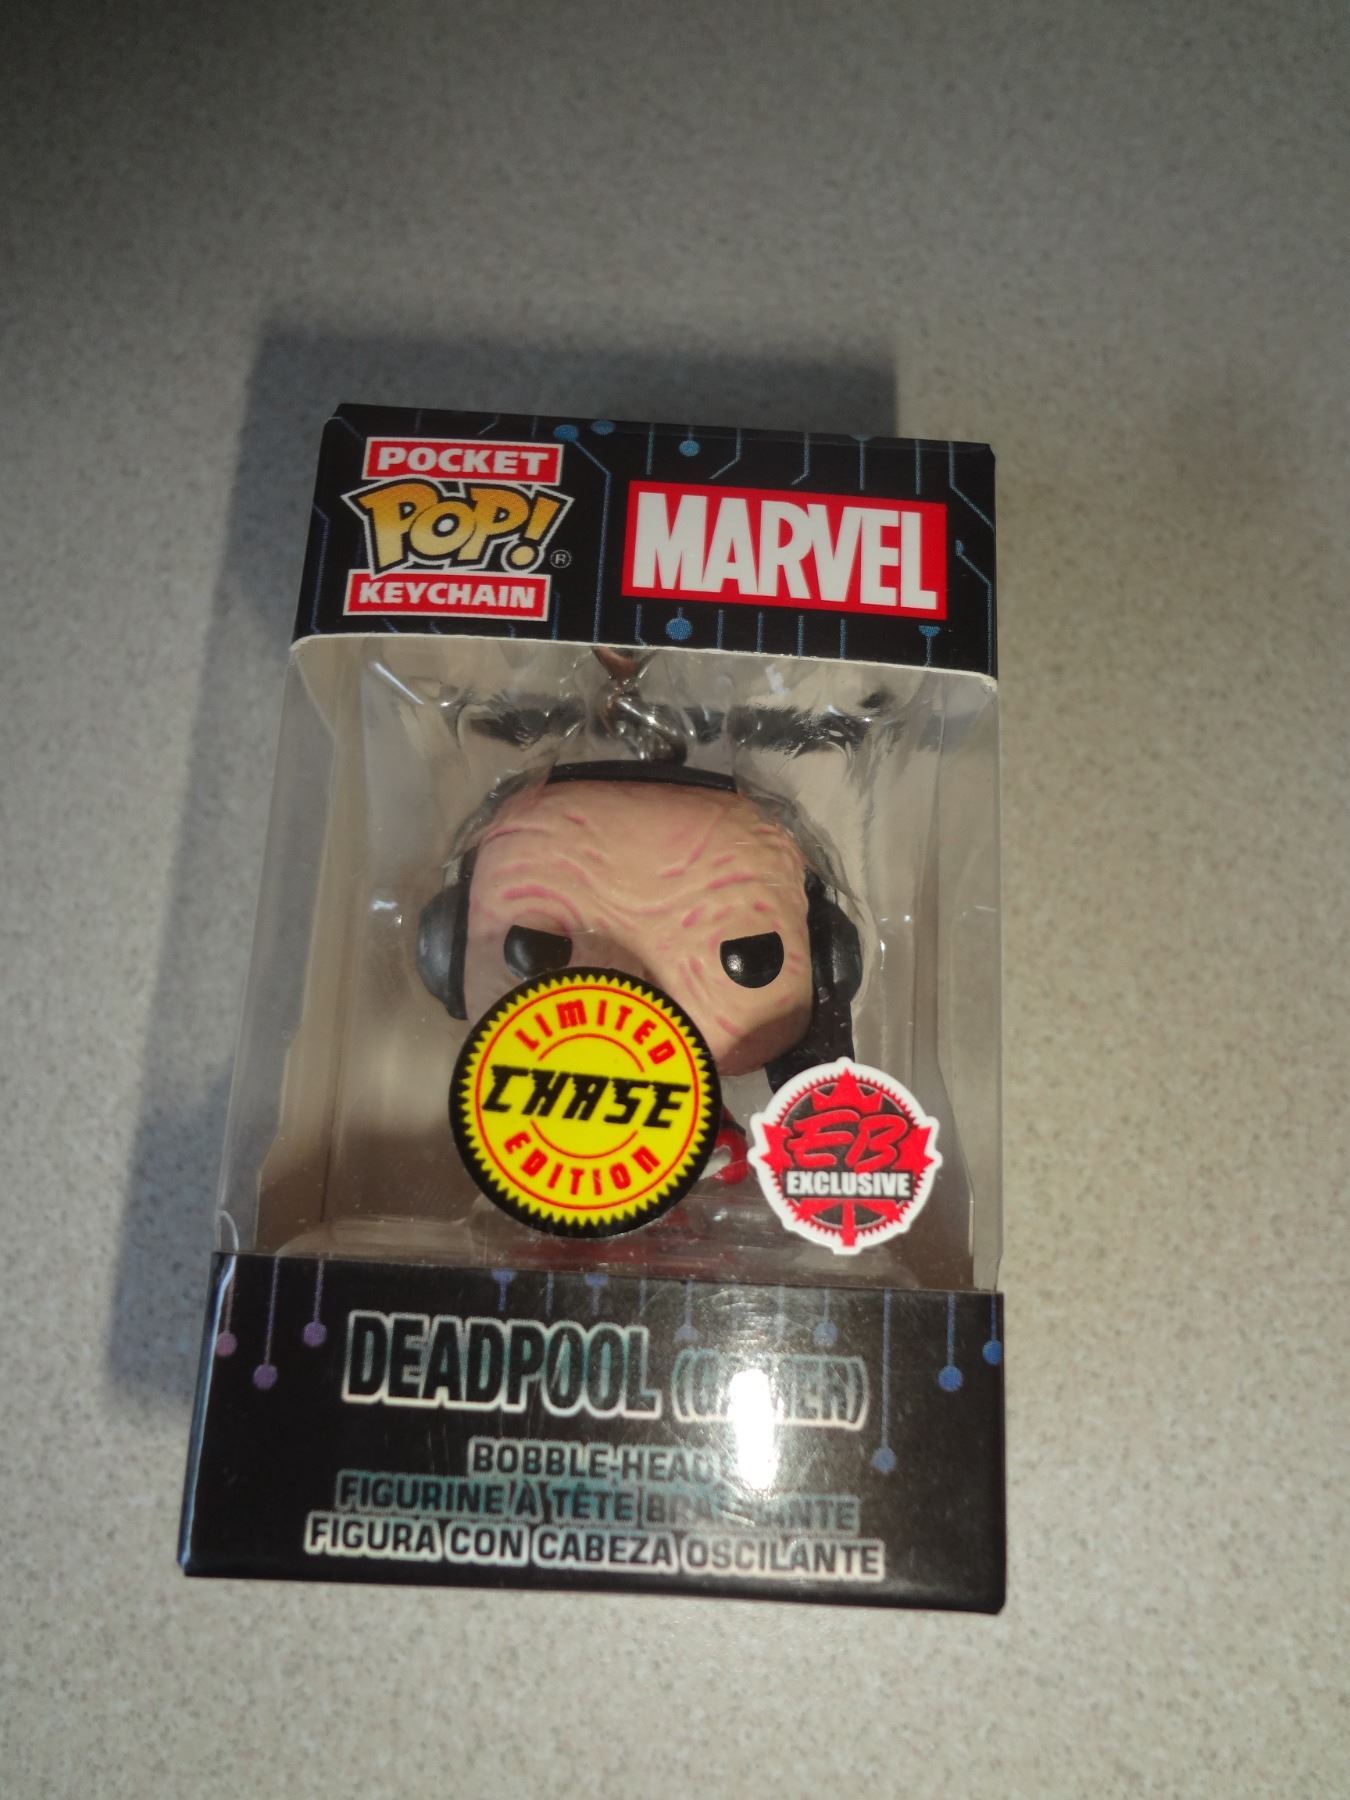 POCKET
POP! ®
KEYCHAIN
MARVEL
LIMITED
CHASE
EDITION
EB
EXCLUSIVE
DEADPOOL
BOBBLE-HEAD
FIGURINE À TÊTE
FIGURA CON CABEZA OSCILANTE